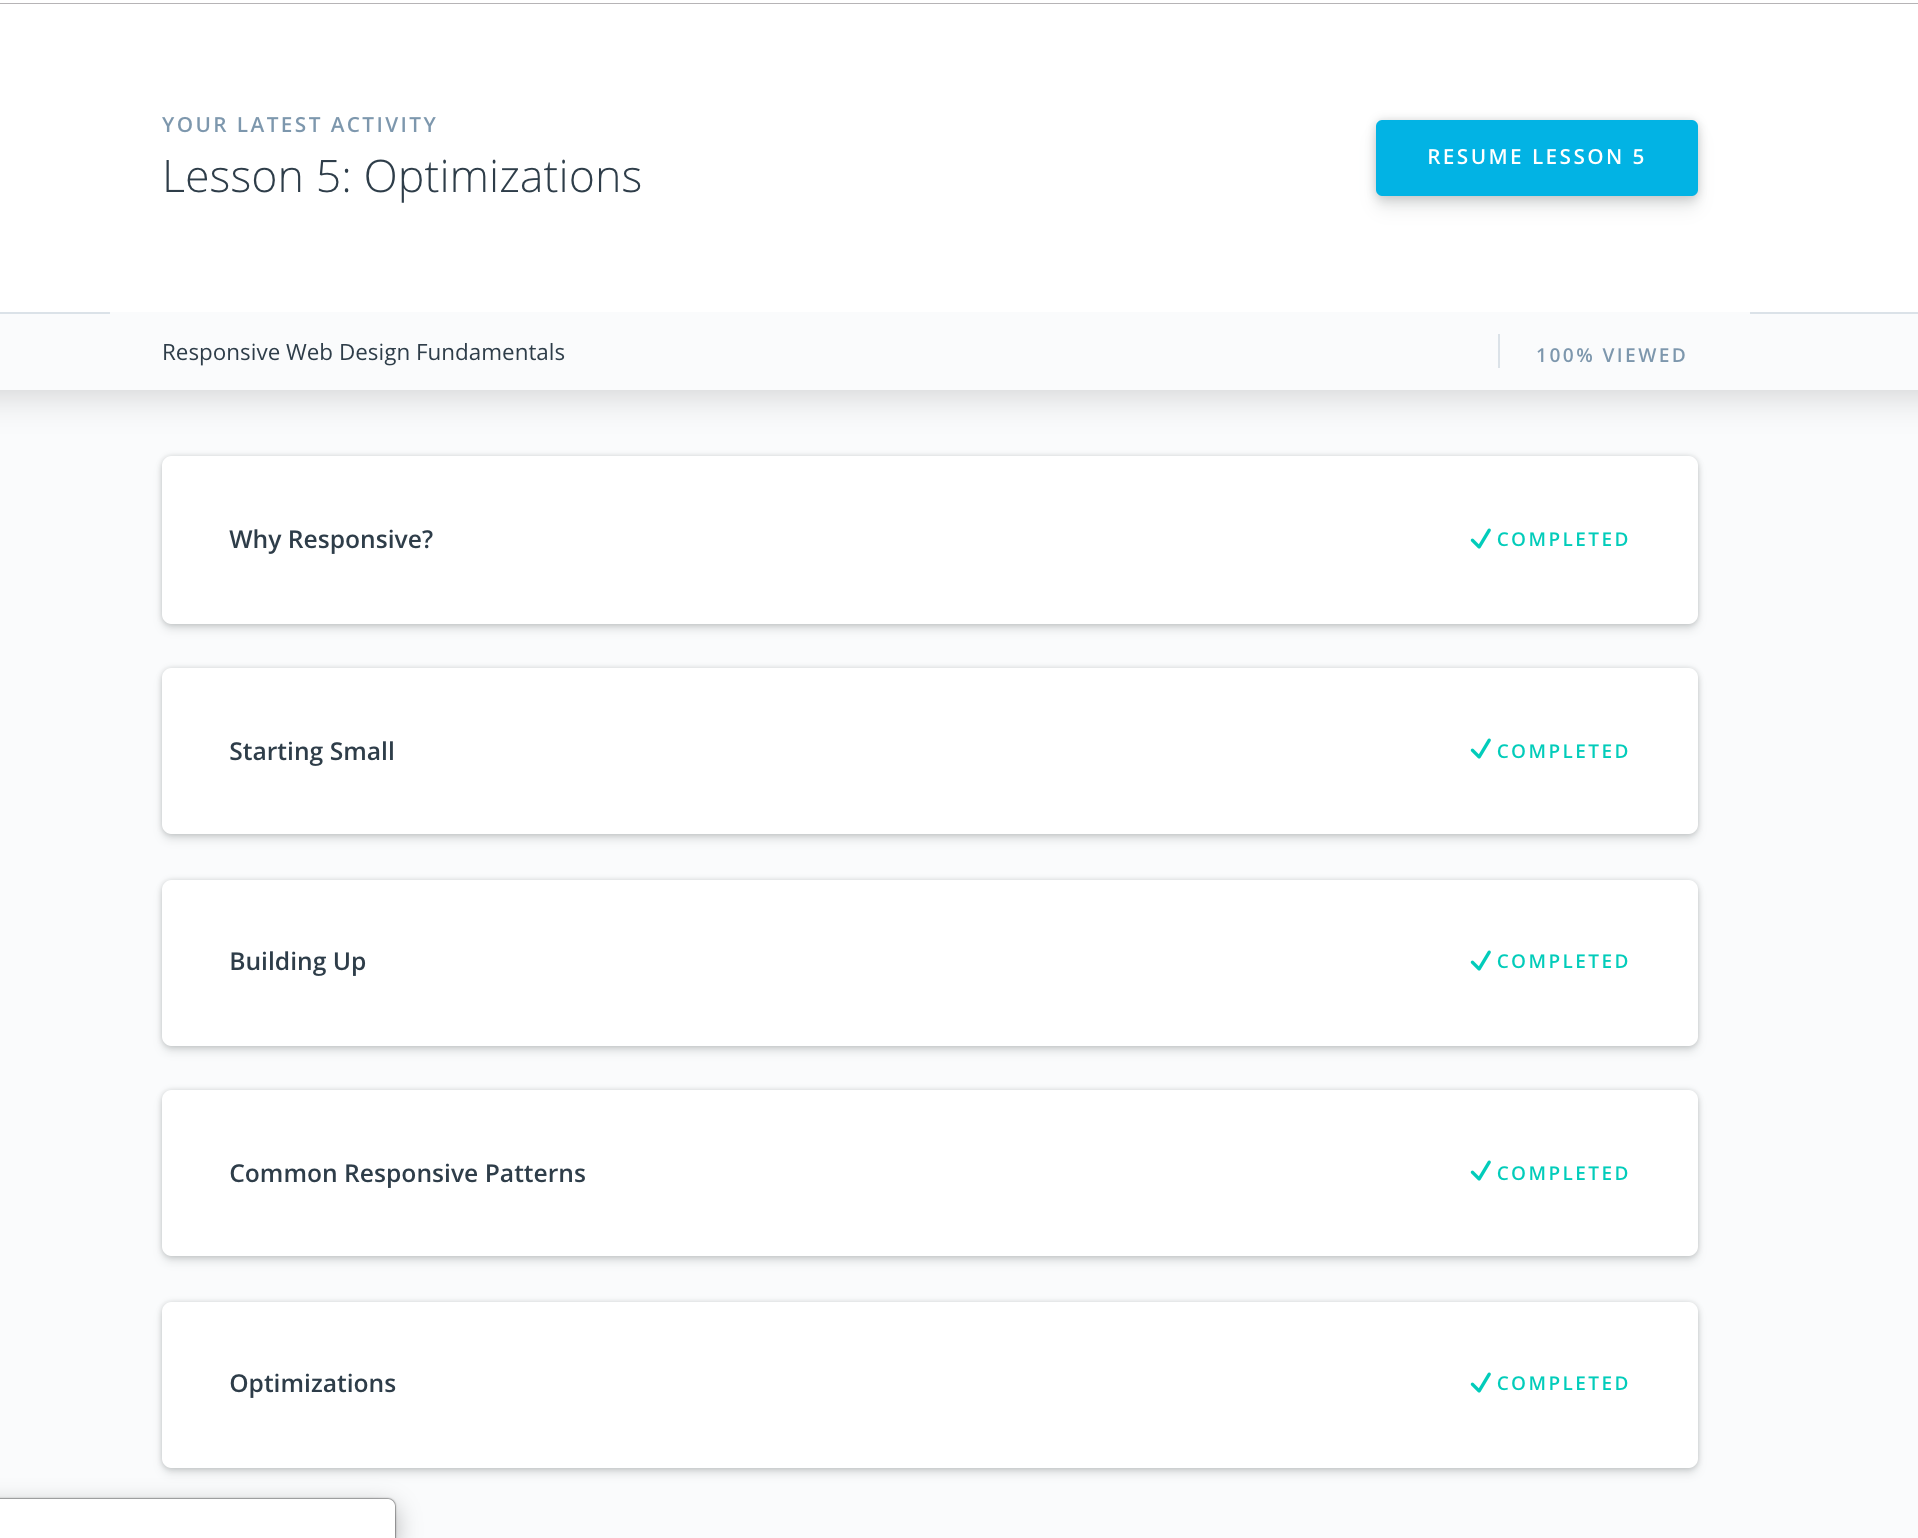 YOUR LATEST ACTIVITY
Lesson 5: Optimizations
RESUME LESSON 5
Responsive Web Design Fundamentals
100% VIEWED
Why Responsive?
COMPLETED
Starting Small
COMPLETED
Building Up
COMPLETED
Common Responsive Patterns
COMPLETED
Optimizations
COMPLETED